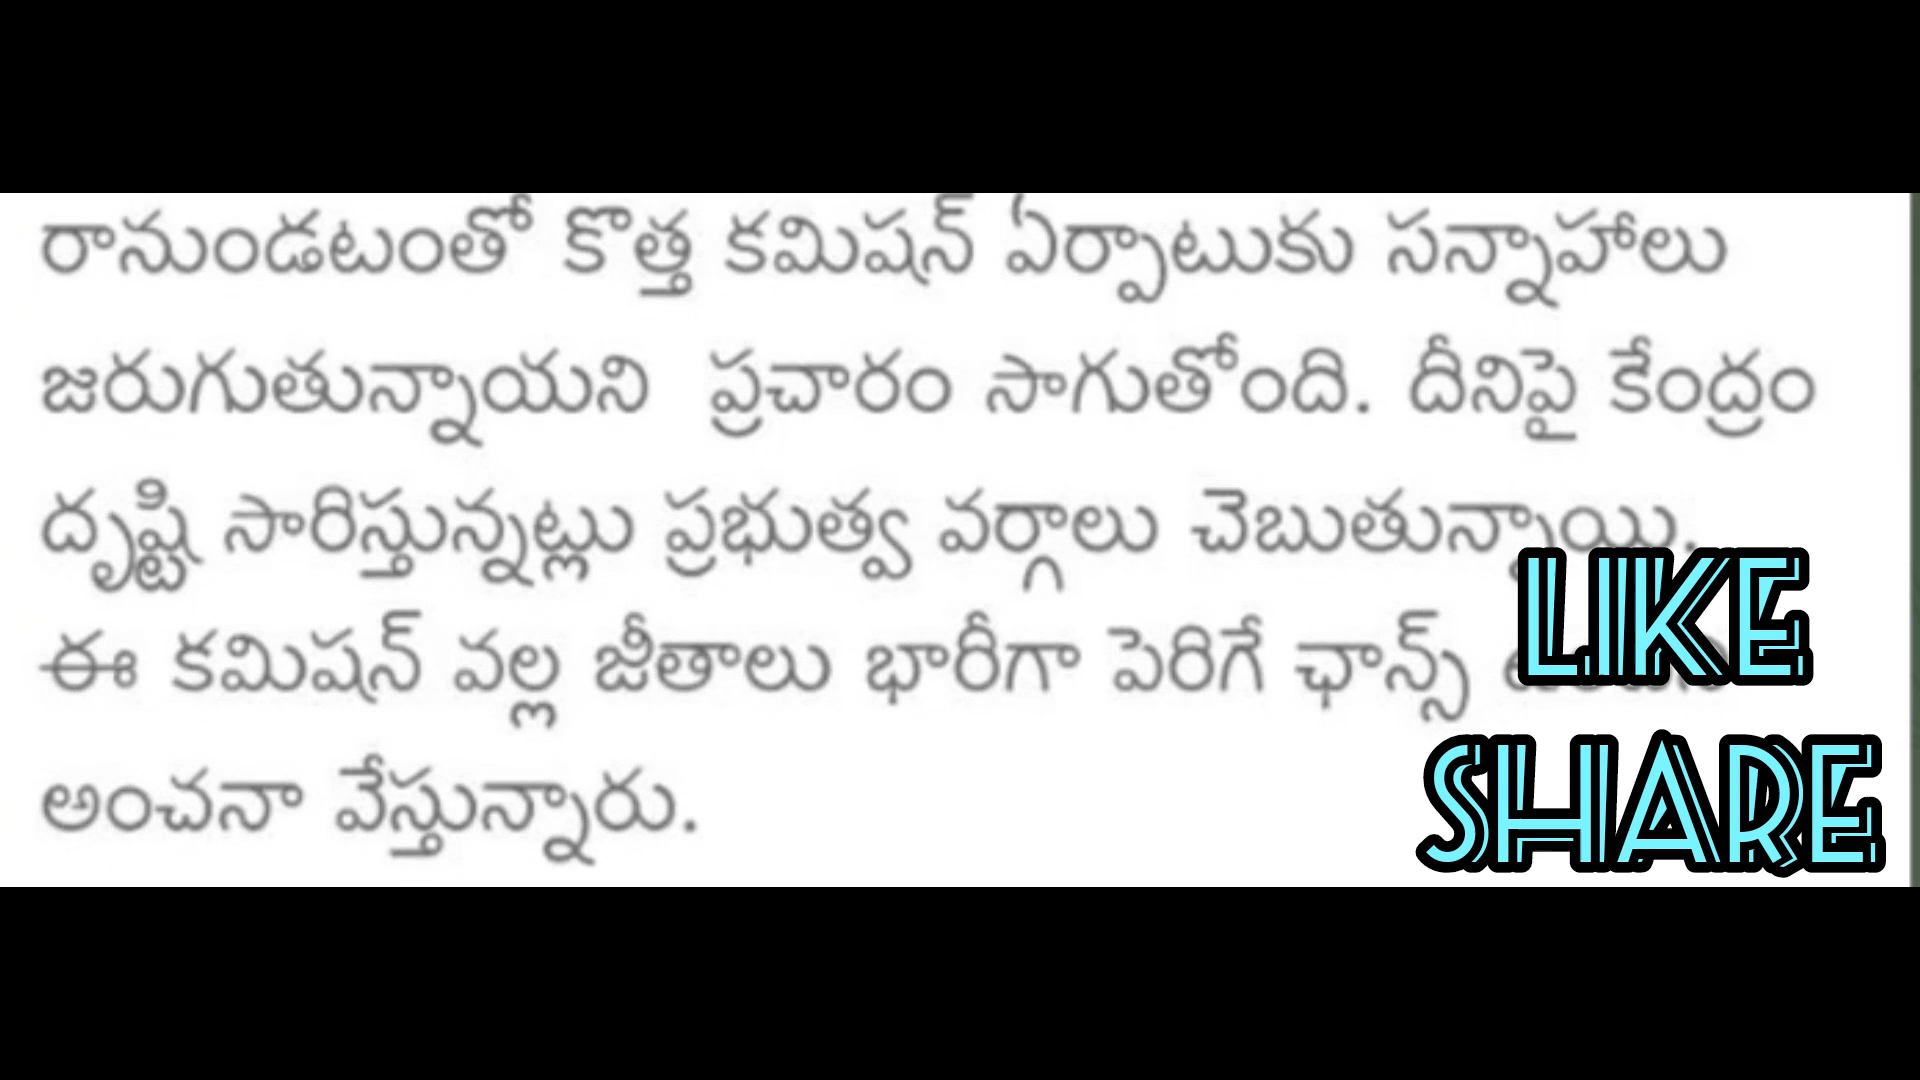 రానుండటంతో కొత్త కమిషన్ ఏర్పాటుకు సన్నాహాలు
జరుగుతున్నాయని ప్రచారం సాగుతోంది. దీనిపై కేంద్రం
దృష్టి సారిస్తున్నట్లు ప్రభుత్వ వర్గాలు చెబుతున్నాయి.
ఈ కమిషన్ వల్ల జీతాలు భారీగా పెరిగే ఛాన్స్
అంచనా వేస్తున్నారు.
LIKE
SHARE